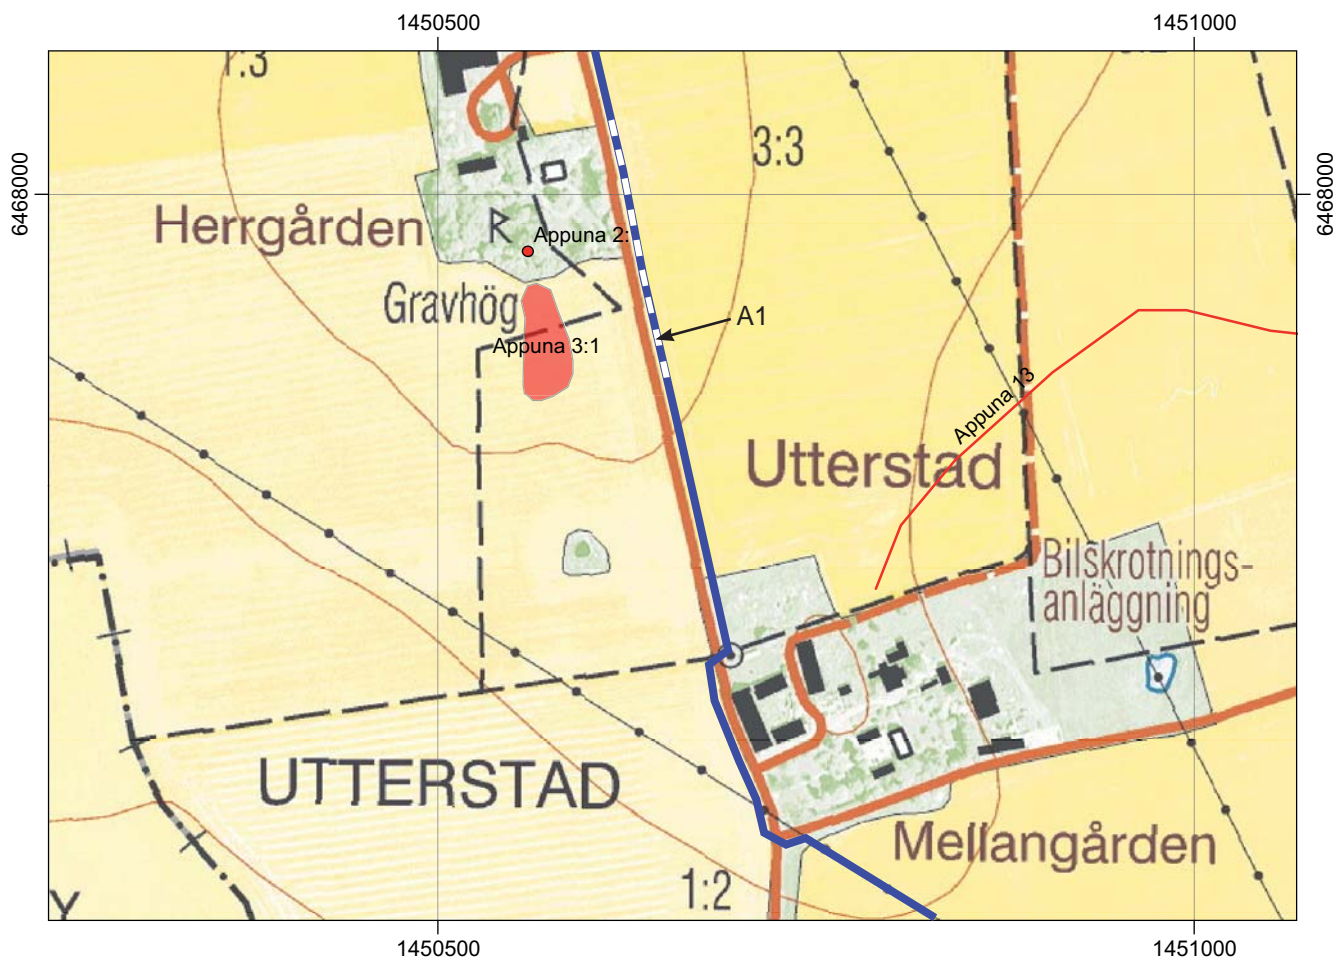 1450500
1451000
1:3
3:3
6468000
6468000
Herrgården
R
Appuna 2:
Gravhög
A1
Appuna 3:1
Appuna 13
Utterstad
Bilskrotnings-
anläggning
UTTERSTAD
Mellangården
1:2
1450500
1451000